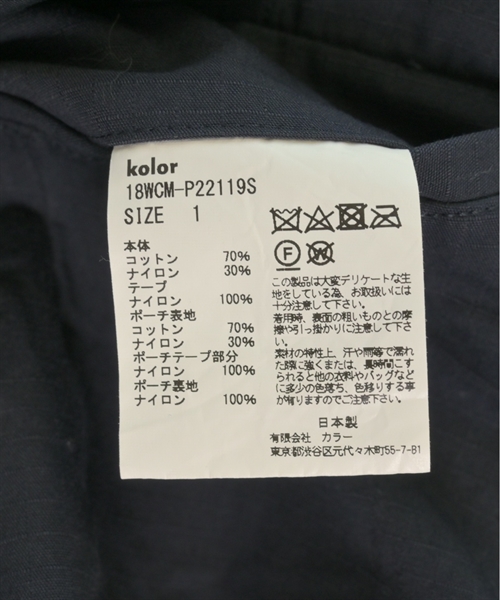 kolor
18WCM-P22119S
SIZE 1
本体
コットン 70%
ナイロン 30%
テープ
ナイロン 100%
ポーチ表地
コットン 70%
ナイロン 30%
ポーチテープ部分
ナイロン 100%
ポーチ裏地
ナイロン 100%
F W
この製品は大変デリケートな生
地をしている為、お取扱いには
十分注意して下さい。
着用時、表面の粗いものとの摩
擦や引っ掛かりに注意して下さ
い。
素材の特性上、汗や雨等で濡れ
た際に強くまたは、長時間こす
られると他の衣料やバッグなど
に多少の色落ち、色移りする事
が有りますのでご注意下さい。
日本製
有限会社 カラー
東京都渋谷区元代々木町55-7-B1